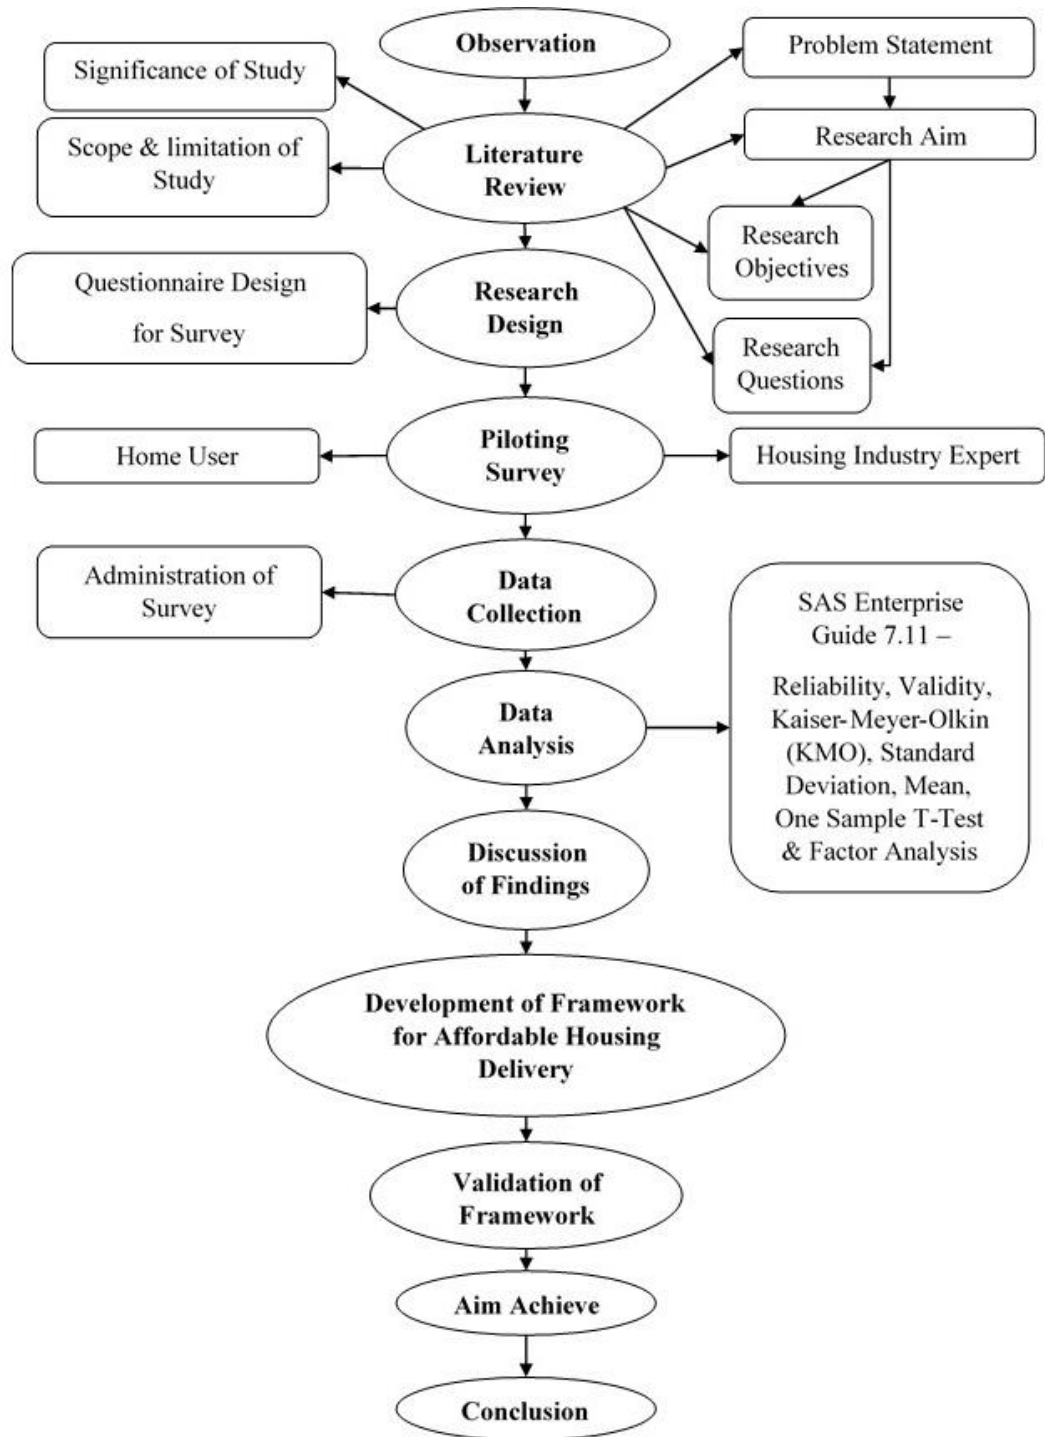 Observation
Problem Statement
Significance of Study
Research Aim
Scope & limitation of
Study
Literature
Review
Research
Objectives
Questionnaire Design
for Survey
Research
Design
Research
Questions
Home User
Piloting
Survey
Housing Industry Expert
Administration of
Survey
Data
Collection
SAS Enterprise
Guide 7.11 –
Reliability, Validity,
Kaiser-Meyer-Olkin
(KMO), Standard
Deviation, Mean,
One Sample T-Test
& Factor Analysis
Data
Analysis
Discussion
of Findings
Development of Framework
for Affordable Housing
Delivery
Validation of
Framework
Aim Achieve
Conclusion